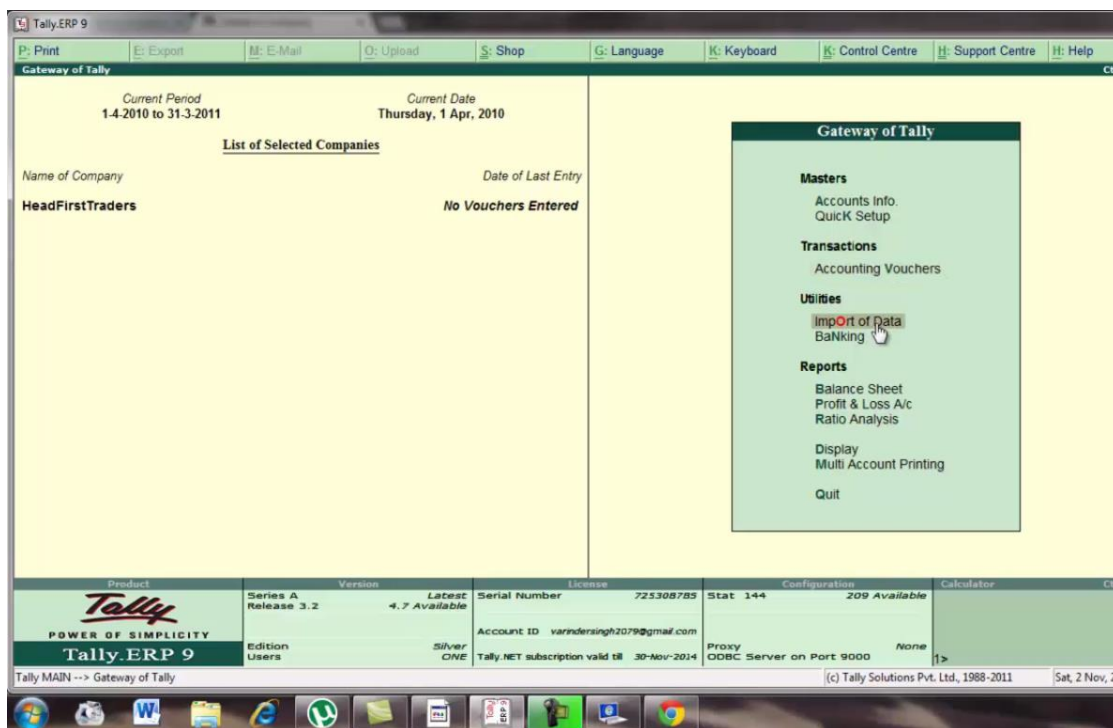 Tally.ERP 9
P: Print E: Export M: E-Mail O: Upload S: Shop G: Language K: Keyboard K: Control Centre H: Support Centre H: Help
Gateway of Tally
Current Period Current Date
1-4-2010 to 31-3-2011 Thursday, 1 Apr, 2010
List of Selected Companies
Name of Company Date of Last Entry
HeadFirstTraders No Vouchers Entered
Gateway of Tally
Masters
Accounts Info.
QuicK Setup
Transactions
Accounting Vouchers
Utilities
ImpOrt of Data
BaNking
Reports
Balance Sheet
Profit & Loss A/c
Ratio Analysis
Display
Multi Account Printing
Quit
Product Version License Configuration Calculator
Tally
POWER OF SIMPLICITY
Tally.ERP 9
Series A Latest
Release 3.2 4.7 Available
Edition Silver
Users ONE
Serial Number 725308785
Account ID varindersingh2079@gmail.com
Tally.NET subscription valid till 30-Nov-2014
Stat 144 209 Available
Proxy None
ODBC Server on Port 9000
1>
Tally MAIN --> Gateway of Tally (c) Tally Solutions Pvt. Ltd., 1988-2011 Sat, 2 Nov,